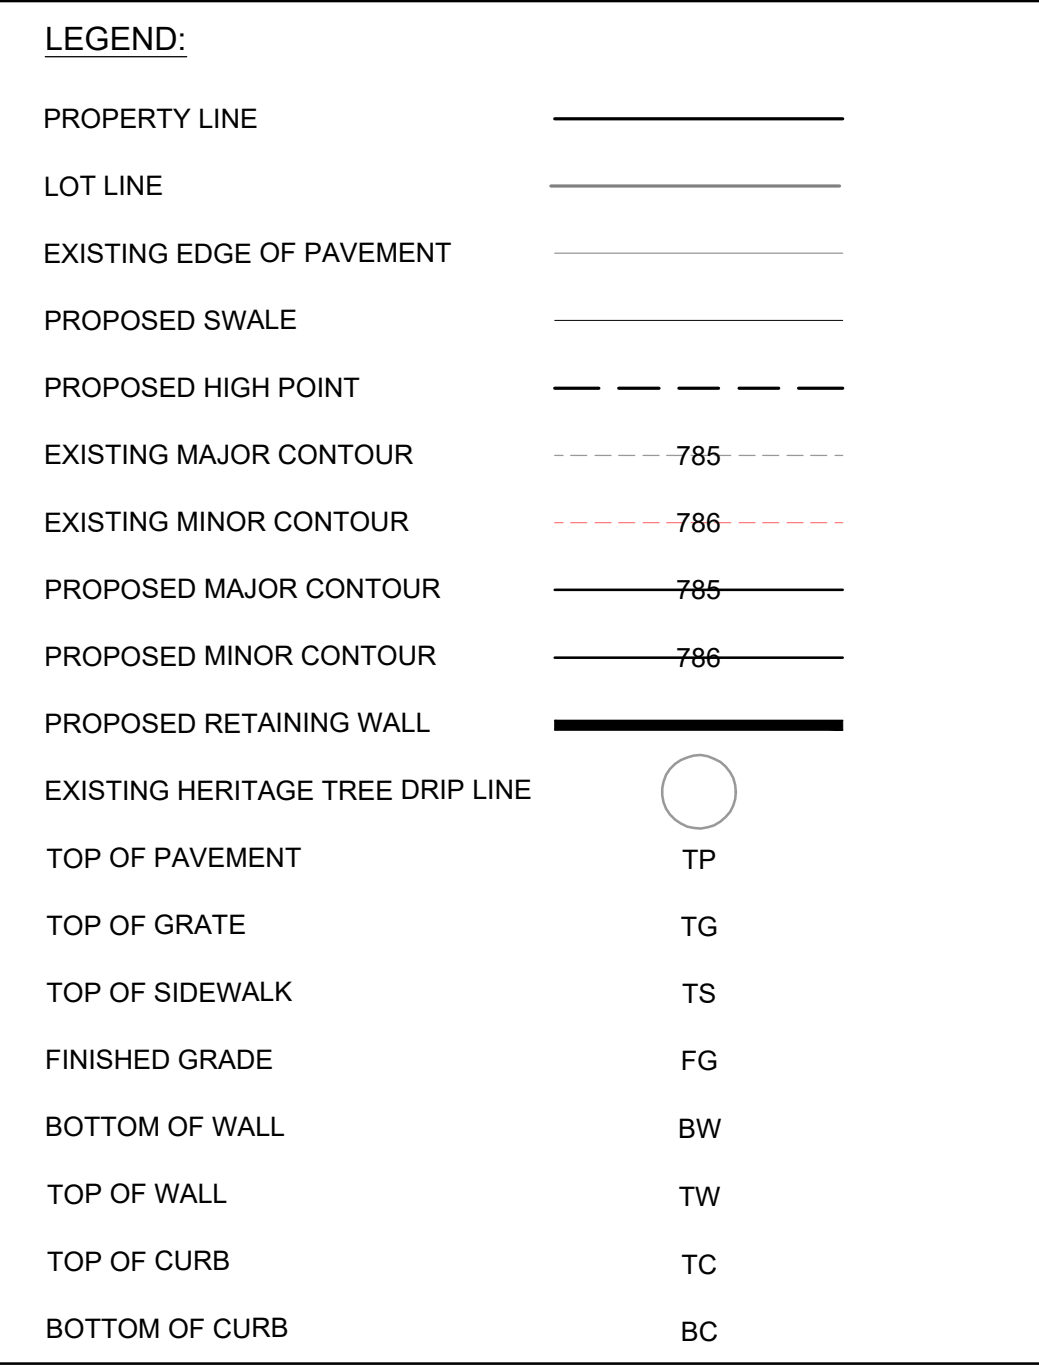 LEGEND:
PROPERTY LINE
LOT LINE
EXISTING EDGE OF PAVEMENT
PROPOSED SWALE
PROPOSED HIGH POINT
EXISTING MAJOR CONTOUR 785
EXISTING MINOR CONTOUR 786
PROPOSED MAJOR CONTOUR 785
PROPOSED MINOR CONTOUR 786
PROPOSED RETAINING WALL
EXISTING HERITAGE TREE DRIP LINE
TOP OF PAVEMENT TP
TOP OF GRATE TG
TOP OF SIDEWALK TS
FINISHED GRADE FG
BOTTOM OF WALL BW
TOP OF WALL TW
TOP OF CURB TC
BOTTOM OF CURB BC